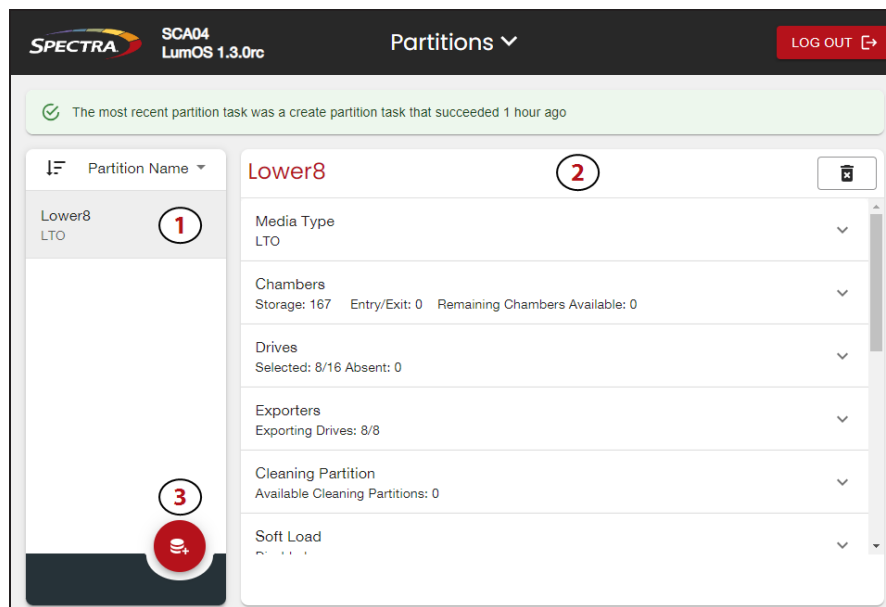 SPECTRA
SCA04
LumOS 1.3.0rc
Partitions
LOG OUT
The most recent partition task was a create partition task that succeeded 1 hour ago
Partition Name
Lower8
LTO
1
Lower8
2
Media Type
LTO
Chambers
Storage: 167 Entry/Exit: 0 Remaining Chambers Available: 0
Drives
Selected: 8/16 Absent: 0
Exporters
Exporting Drives: 8/8
Cleaning Partition
Available Cleaning Partitions: 0
Soft Load
3